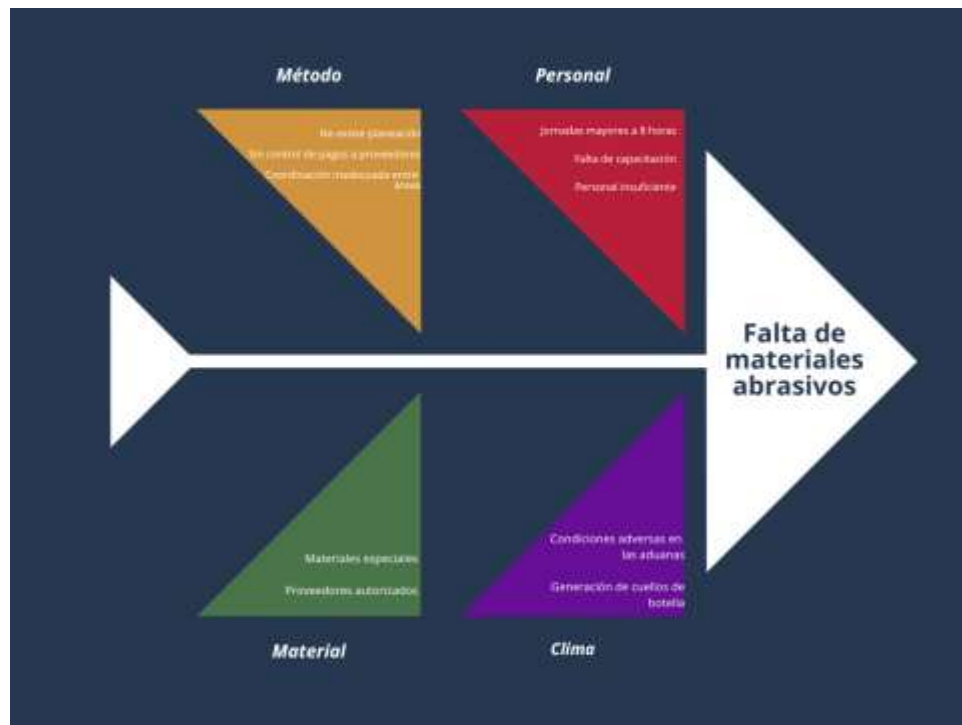 Método
No existe planeación
Sin control de pagos a proveedores
Coordinación inadecuada entre
áreas
Personal
Jornadas mayores a 8 horas
Falta de capacitación
Personal insuficiente
Falta de
materiales
abrasivos
Materiales especiales
Proveedores autorizados
Material
Condiciones adversas en
las aduanas
Generación de cuellos de
botella
Clima